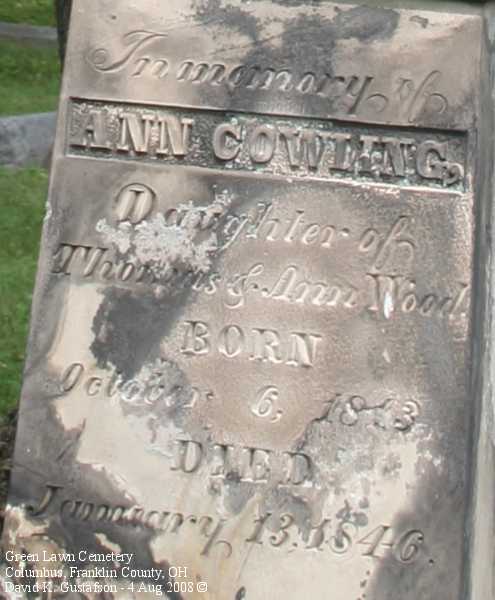 In memory of
ANN COWLING,
Daughter of
Thomas & Ann Wood,
BORN
October 6, 1813.
DIED
January 13. 1846.
Green Lawn Cemetery
Columbus, Franklin County, OH
David K. Gustafson - 4 Aug 2008 ©